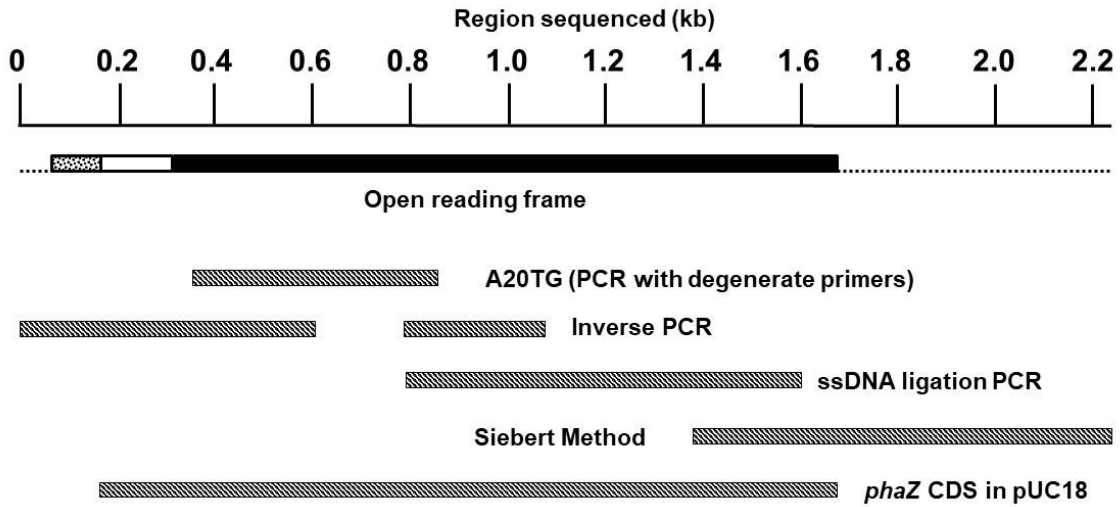 Region sequenced (kb)
0 0.2 0.4 0.6 0.8 1.0 1.2 1.4 1.6 1.8 2.0 2.2
Open reading frame
A20TG (PCR with degenerate primers)
Inverse PCR
ssDNA ligation PCR
Siebert Method
phaZ CDS in pUC18